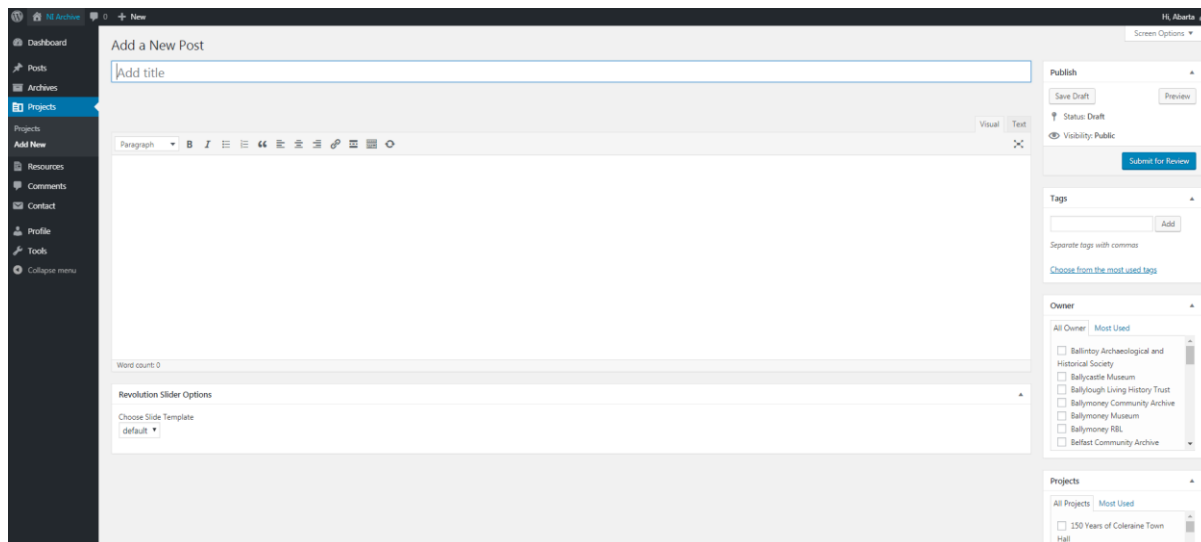 NI Archive 0 + New
Hi, Abarta
Screen Options ▼
Dashboard
Posts
Archives
Projects
Projects
Add New
Resources
Comments
Contact
Profile
Tools
Collapse menu
Add a New Post
Add title
Visual Text
Paragraph
B I
Word count: 0
Revolution Slider Options
Choose Slide Template
default
Publish
Save Draft Preview
Status: Draft
Visibility: Public
Submit for Review
Tags
Add
Separate tags with commas
Choose from the most used tags
Owner
All Owner Most Used
Ballintoy Archaeological and
Historical Society
Ballycastle Museum
Ballylough Living History Trust
Ballymoney Community Archive
Ballymoney Museum
Ballymoney RBL
Belfast Community Archive
Projects
All Projects Most Used
150 Years of Coleraine Town
Hall